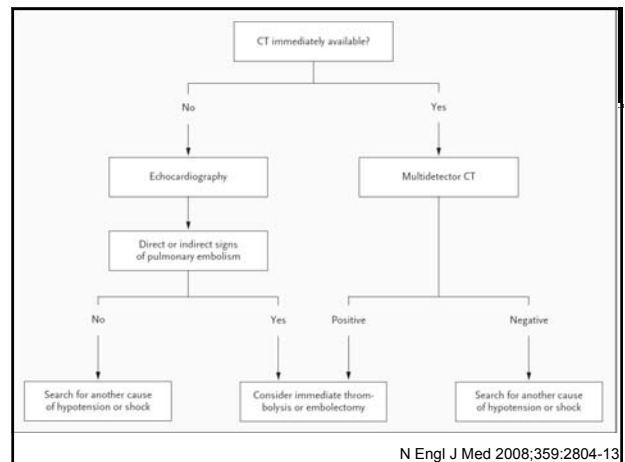 CT immediately available?
No
Yes
Echocardiography
Multidetector CT
Direct or indirect signs
of pulmonary embolism
No
Yes
Positive
Negative
Search for another cause
of hypotension or shock
Consider immediate throm-
bolysis or embolectomy
Search for another cause
of hypotension or shock
N Engl J Med 2008;359:2804-13